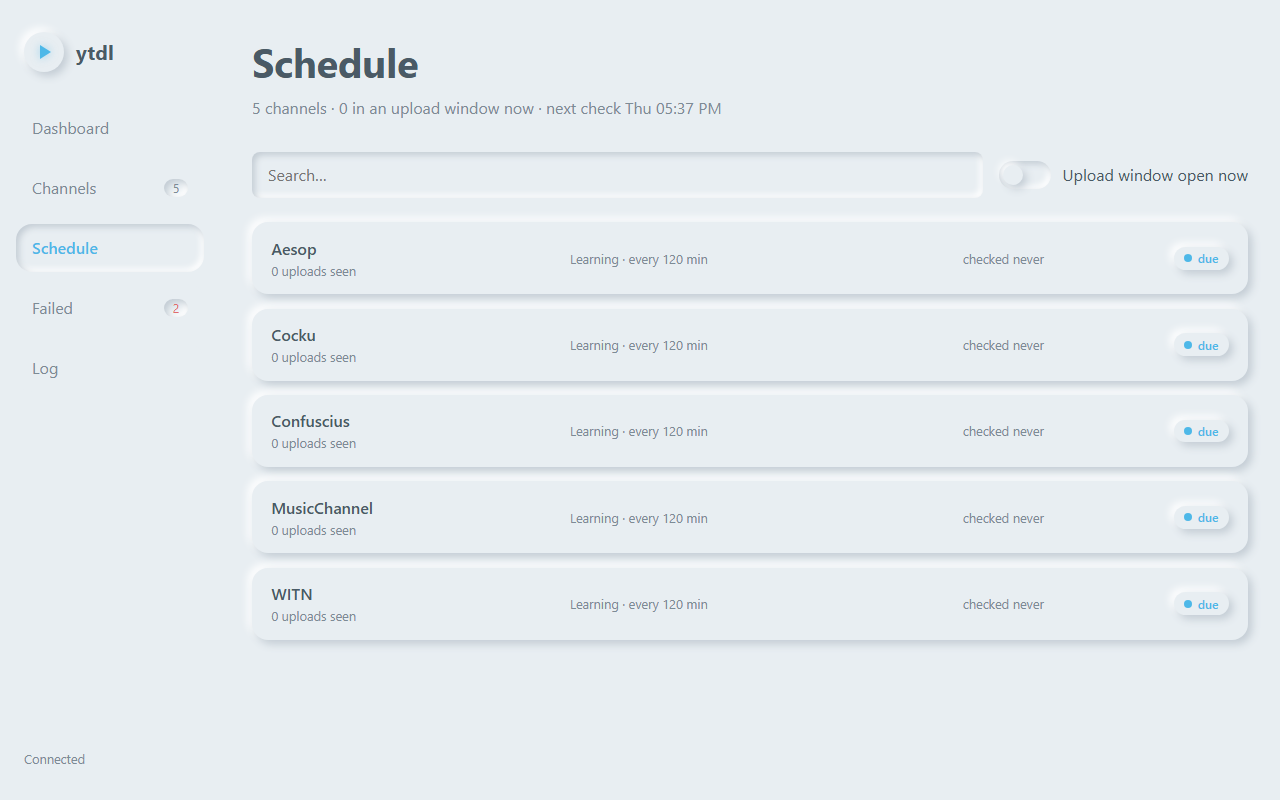 ytdl
Dashboard
Channels 5
Schedule
Failed 2
Log
Connected
Schedule
5 channels · 0 in an upload window now · next check Thu 05:37 PM
Search...
Upload window open now
Aesop
0 uploads seen
Learning · every 120 min
checked never
due
Cocku
0 uploads seen
Learning · every 120 min
checked never
due
Confuscius
0 uploads seen
Learning · every 120 min
checked never
due
MusicChannel
0 uploads seen
Learning · every 120 min
checked never
due
WITN
0 uploads seen
Learning · every 120 min
checked never
due